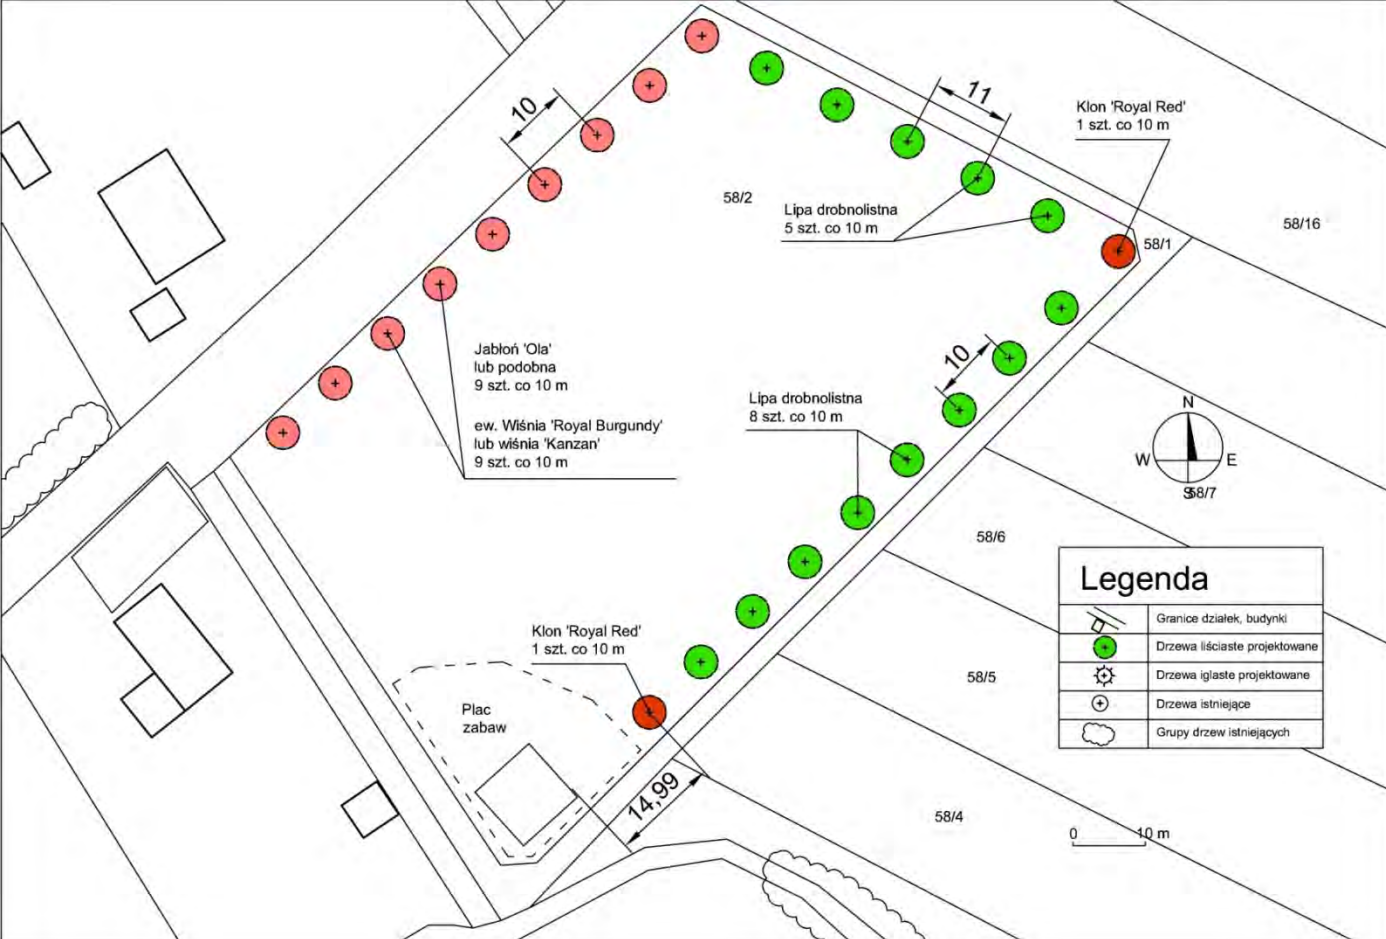 10
11
Klon 'Royal Red'
1 szt. co 10 m
58/2
Lipa drobnolistna
5 szt. co 10 m
58/16
58/1
Jabłoń 'Ola'
lub podobna
9 szt. co 10 m
ew. Wiśnia 'Royal Burgundy'
lub wiśnia 'Kanzan'
9 szt. co 10 m
10
Lipa drobnolistna
8 szt. co 10 m
N
W E
S
58/7
58/6
Legenda
Granice działek, budynki
Drzewa liściaste projektowane
Drzewa iglaste projektowane
Drzewa istniejące
Grupy drzew istniejących
Klon 'Royal Red'
1 szt. co 10 m
58/5
Plac
zabaw
14,99
58/4
0 10 m